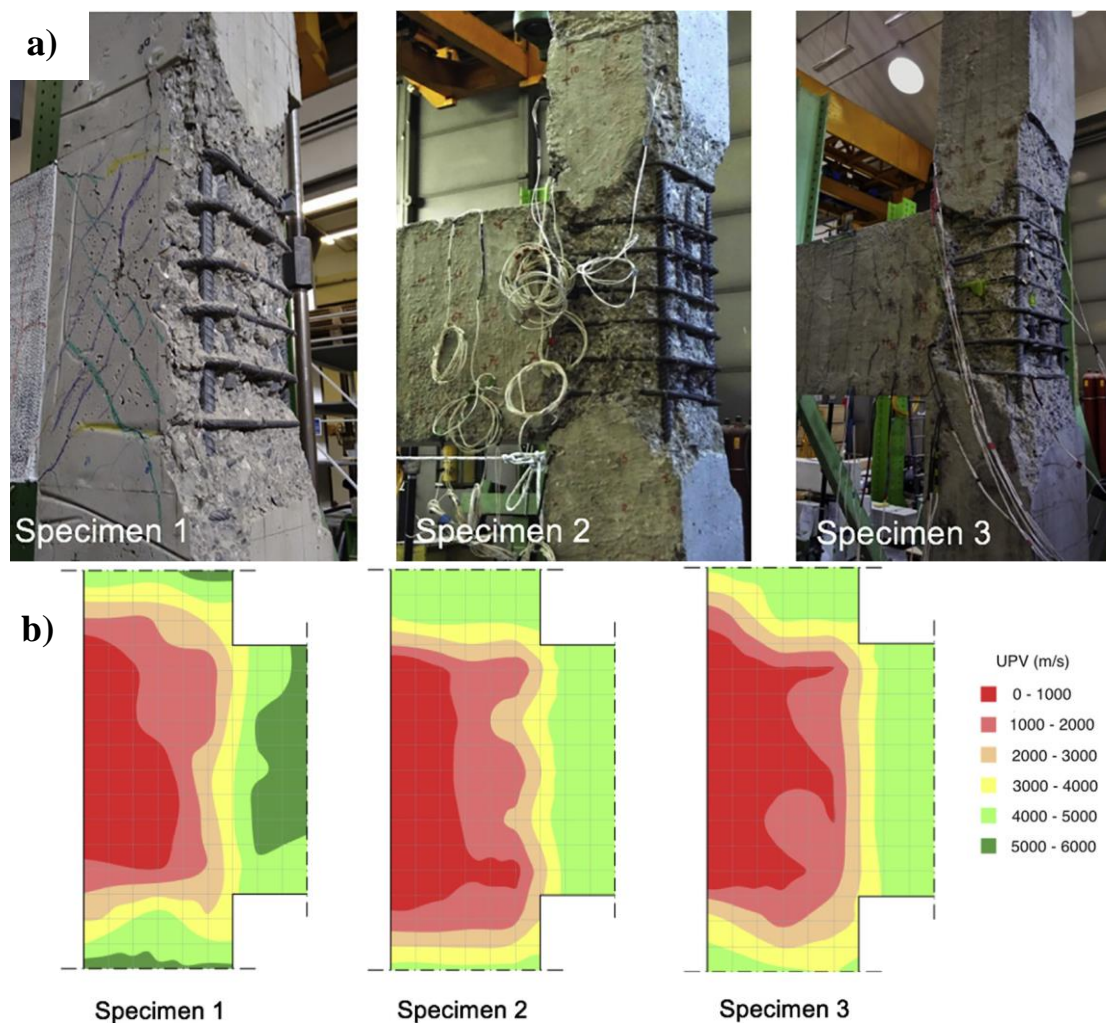 a)
Specimen 1
Specimen 2
Specimen 3
b)
UPV (m/s)
0 - 1000
1000 - 2000
2000 - 3000
3000 - 4000
4000 - 5000
5000 - 6000
Specimen 1
Specimen 2
Specimen 3